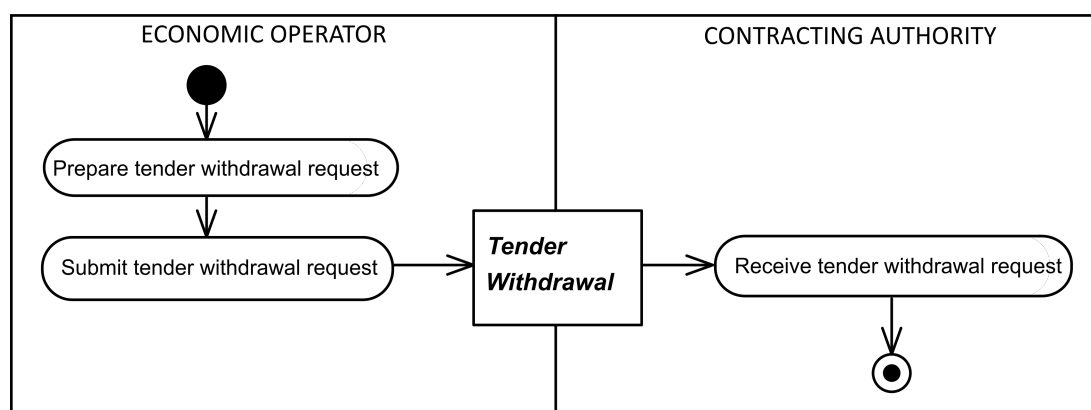 ECONOMIC OPERATOR
CONTRACTING AUTHORITY
Prepare tender withdrawal request
Submit tender withdrawal request
Tender
Withdrawal
Receive tender withdrawal request